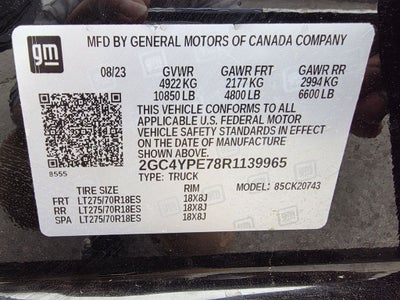 gm
MFD BY GENERAL MOTORS OF CANADA COMPANY
08/23 GVWR GAWR FRT GAWR RR
4922 KG 2177 KG 2994 KG
10850 LB 4800 LB 6600 LB
THIS VEHICLE CONFORMS TO ALL
APPLICABLE U.S. FEDERAL MOTOR
VEHICLE SAFETY STANDARDS IN EFFECT
ON THE DATE OF MANUFACTURE
SHOWN ABOVE.
2GC4YPE78R1139965
8555 TYPE: TRUCK MODEL: 85CK20743
TIRE SIZE RIM
FRT LT275/70R18ES 18X8J
RR LT275/70R18ES 18X8J
SPA LT275/70R18ES 18X8J